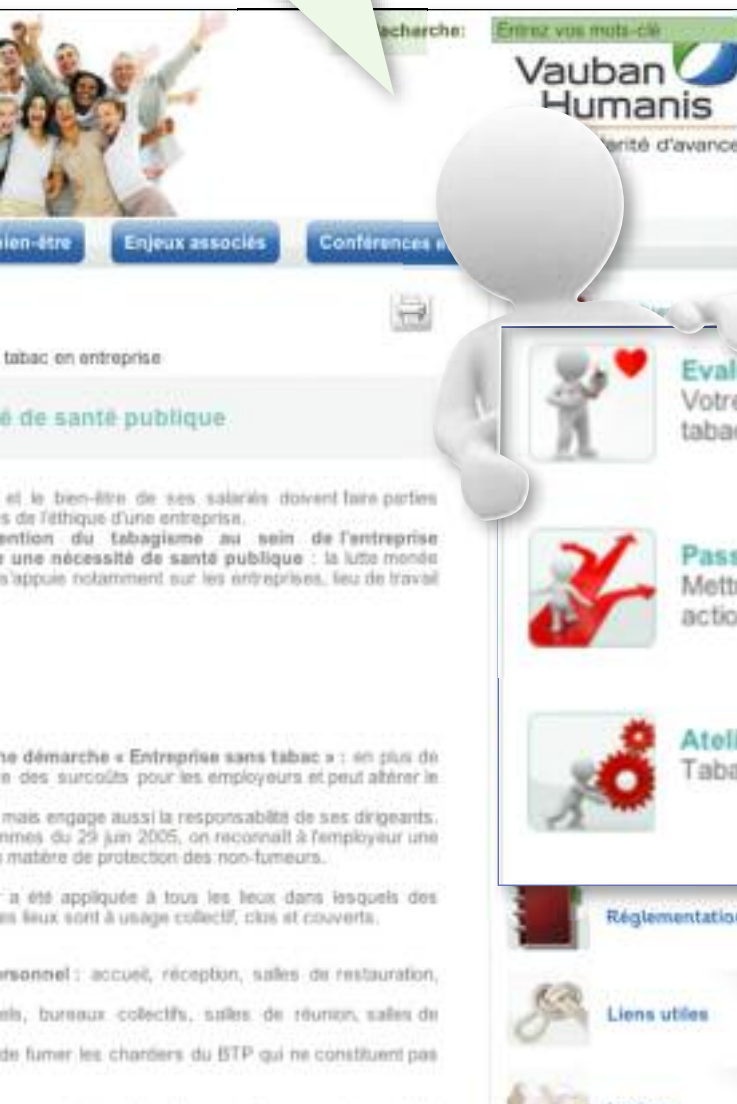 echerche:
Entrez vos mots-clé
Vauban
Humanis
arité d'avance
bien-être
Enjeux associés
Conférences e
tabac en entreprise
é de santé publique
et le bien-être de ses salariés doivent faire parties
s de l'éthique d'une entreprise.
ention du tabagisme au sein de l'entreprise
e une nécessité de santé publique : la lutte menée
s'appuie notamment sur les entreprises, lieu de travail
ne démarche « Entreprise sans tabac » : en plus de
e des surcoûts pour les employeurs et peut altérer le
mais engage aussi la responsabilité de ses dirigeants.
mmes du 29 juin 2005, on reconnaît à l'employeur une
matière de protection des non-fumeurs.
a été appliquée à tous les lieux dans lesquels des
es lieux sont à usage collectif, clos et couverts.
ersonnel : accueil, réception, salles de restauration,
els, bureaux collectifs, salles de réunion, salles de
de fumer les chantiers du BTP qui ne constituent pas
Eval
Votre
tabac
Pass
Mettr
actio
Ateli
Taba
Réglementatio
Liens utiles